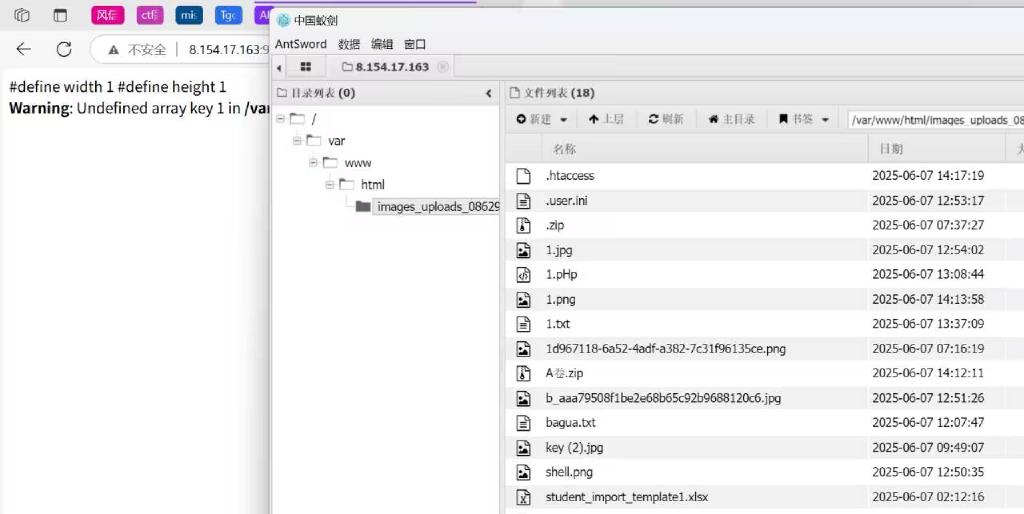 风信 ctf mis Tgc
中国蚁剑
AntSword 数据 编辑 窗口
不安全 8.154.17.163:9
8.154.17.163
#define width 1 #define height 1
Warning: Undefined array key 1 in /var
目录列表 (0)
/
var
www
html
images_uploads_08629
文件列表 (18)
新建 上层 刷新 主目录 书签 /var/www/html/images_uploads_08
名称 日期
.htaccess 2025-06-07 14:17:19
.user.ini 2025-06-07 12:53:17
.zip 2025-06-07 07:37:27
1.jpg 2025-06-07 12:54:02
1.pHp 2025-06-07 13:08:44
1.png 2025-06-07 14:13:58
1.txt 2025-06-07 13:37:09
1d967118-6a52-4adf-a382-7c31f96135ce.png 2025-06-07 07:16:19
A卷.zip 2025-06-07 14:12:11
b_aaa79508f1be2e68b65c92b9688120c6.jpg 2025-06-07 12:51:26
bagua.txt 2025-06-07 12:07:47
key (2).jpg 2025-06-07 09:49:07
shell.png 2025-06-07 12:50:35
student_import_template1.xlsx 2025-06-07 02:12:16